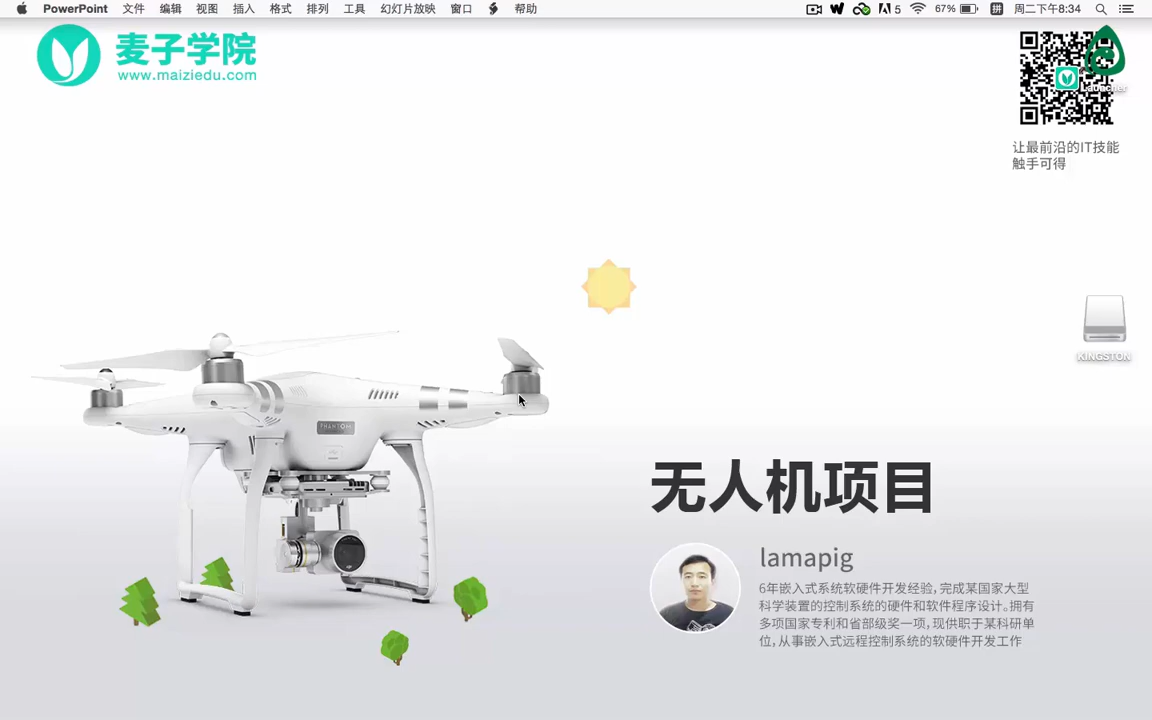 PowerPoint 文件 编辑 视图 插入 格式 排列 工具 幻灯片放映 窗口 帮助 5 67% 拼 周二下午8:34
麦子学院
www.maiziedu.com
Launcher
让最前沿的IT技能
触手可得
KINGSTON
PHANTOM
无人机项目
lamapig
6年嵌入式系统软硬件开发经验，完成某国家大型
科学装置的控制系统的硬件和软件程序设计。拥有
多项国家专利和省部级奖一项，现供职于某科研单
位，从事嵌入式远程控制系统的软硬件开发工作